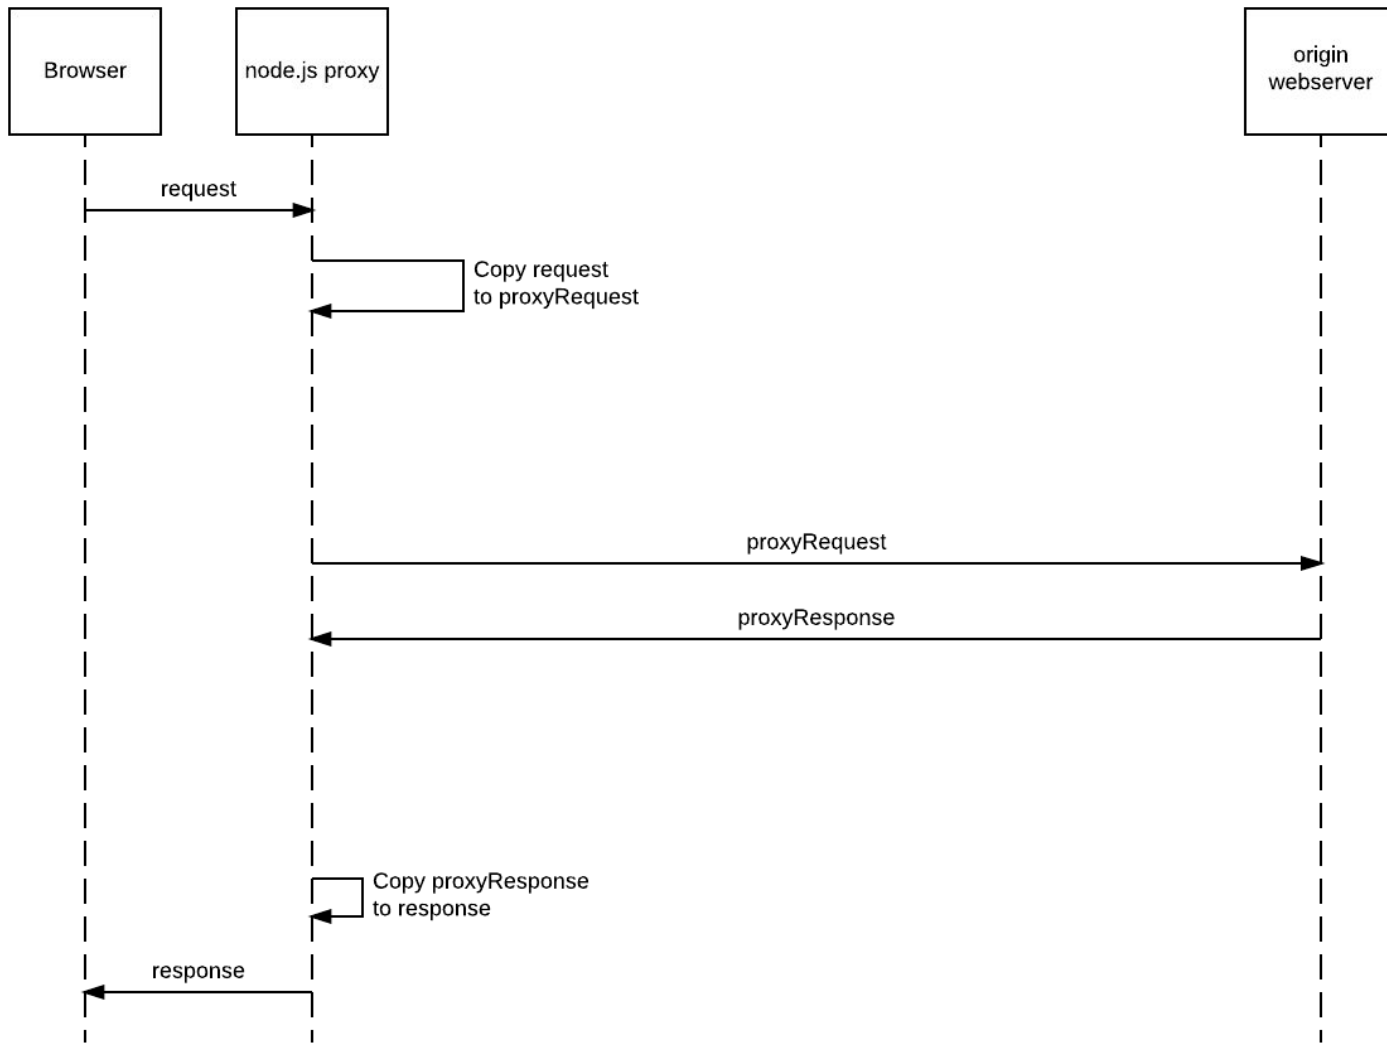 Browser
node.js proxy
origin
webserver
request
Copy request
to proxyRequest
proxyRequest
proxyResponse
Copy proxyResponse
to response
response